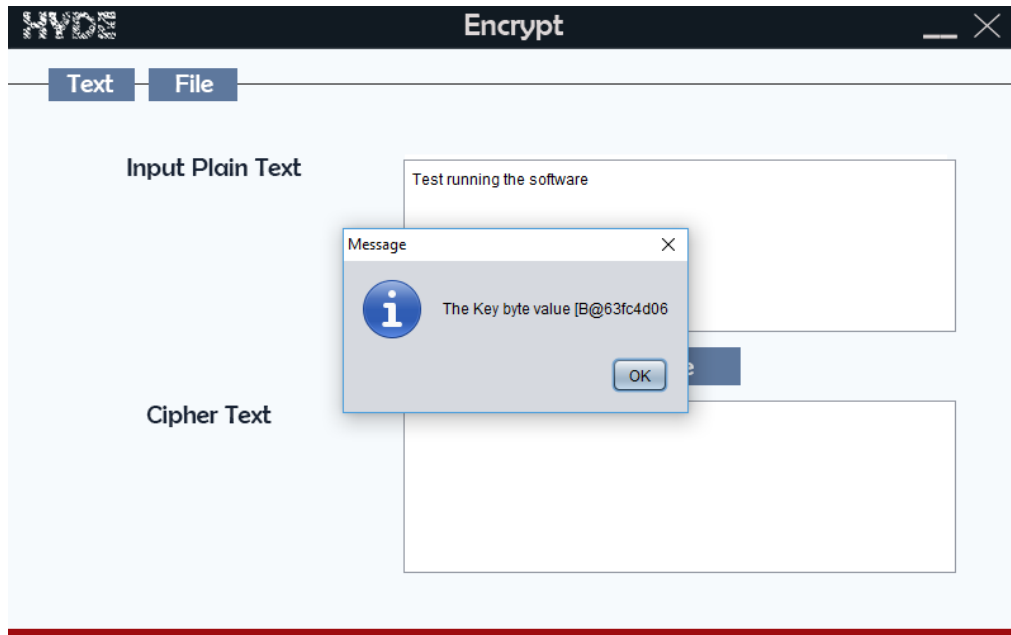 HYDE
Encrypt
Text
File
Input Plain Text
Test running the software
Message
The Key byte value [B@63fc4d06
OK
Cipher Text